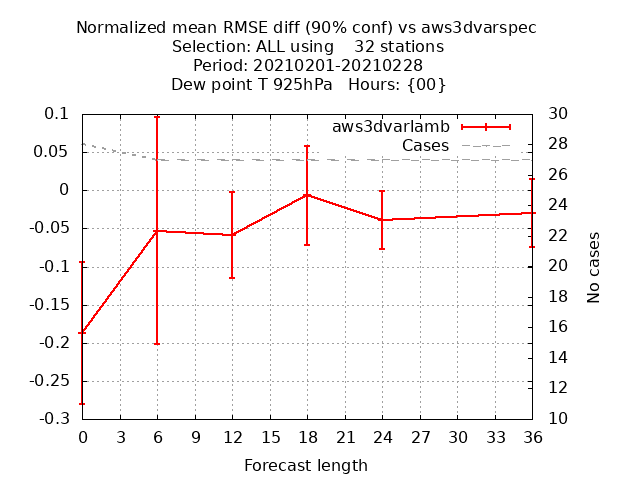 Normalized mean RMSE diff (90% conf) vs aws3dvarspec
Selection: ALL using    32 stations
Period: 20210201-20210228
Dew point T 925hPa   Hours: {00}
aws3dvarlamb
Cases
0.1
0.05
0
-0.05
-0.1
-0.15
-0.2
-0.25
-0.3
30
28
26
24
22
20
18
16
14
12
10
No cases
0 3 6 9 12 15 18 21 24 27 30 33 36
Forecast length